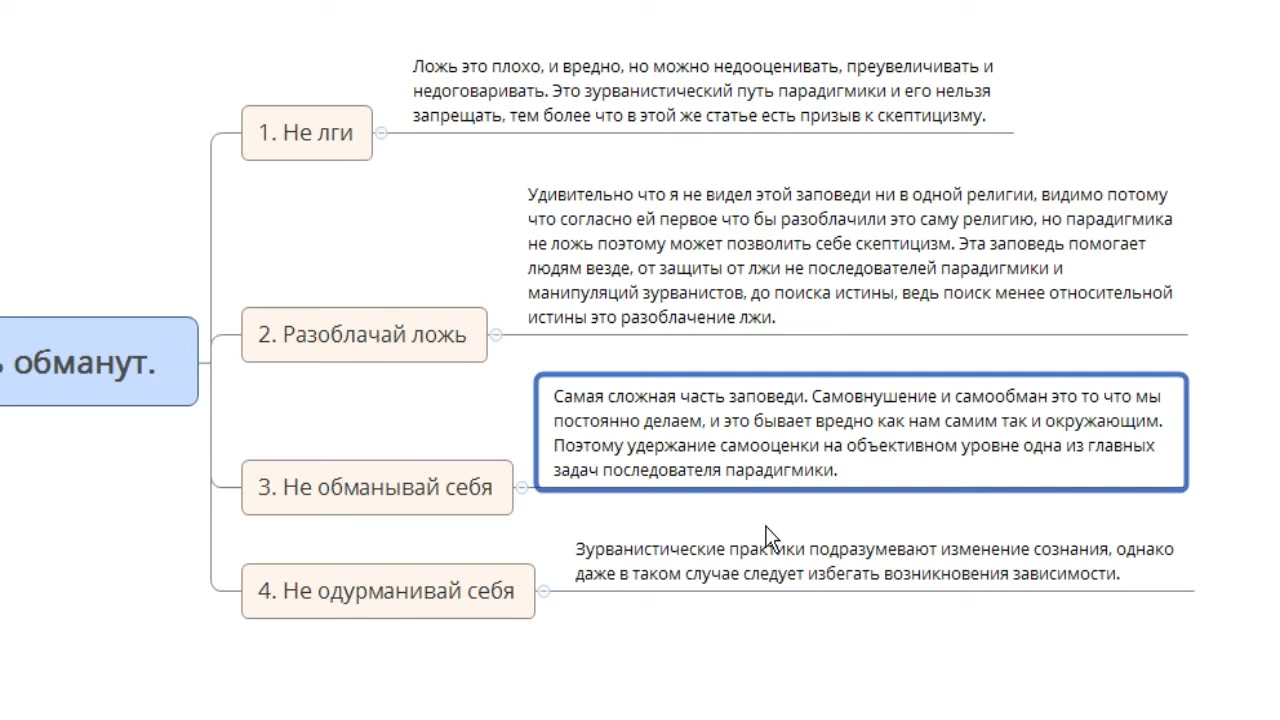 Ложь это плохо, и вредно, но можно недооценивать, преувеличивать и
недоговаривать. Это зурванистический путь парадигмики и его нельзя
запрещать, тем более что в этой же статье есть призыв к скептицизму.
1. Не лги
Удивительно что я не видел этой заповеди ни в одной религии, видимо потому
что согласно ей первое что бы разоблачили это саму религию, но парадигмика
не ложь поэтому может позволить себе скептицизм. Эта заповедь помогает
людям везде, от защиты от лжи не последователей парадигмики и
манипуляций зурванистов, до поиска истины, ведь поиск менее относительной
истины это разоблачение лжи.
2. Разоблачай ложь
обманут.
Самая сложная часть заповеди. Самовнушение и самообман это то что мы
постоянно делаем, и это бывает вредно как нам самим так и окружающим.
Поэтому удержание самооценки на объективном уровне одна из главных
задач последователя парадигмики.
3. Не обманывай себя
Зурванистические практики подразумевают изменение сознания, однако
даже в таком случае следует избегать возникновения зависимости.
4. Не одурманивай себя